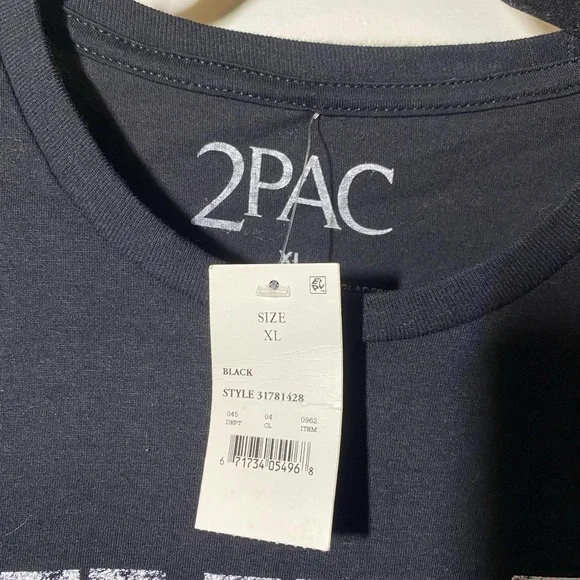 2PAC
XL
SIZE
XL
BLACK
STYLE 31781428
045 04 0962
DEPT CL ITEM
6 71734 05496 8